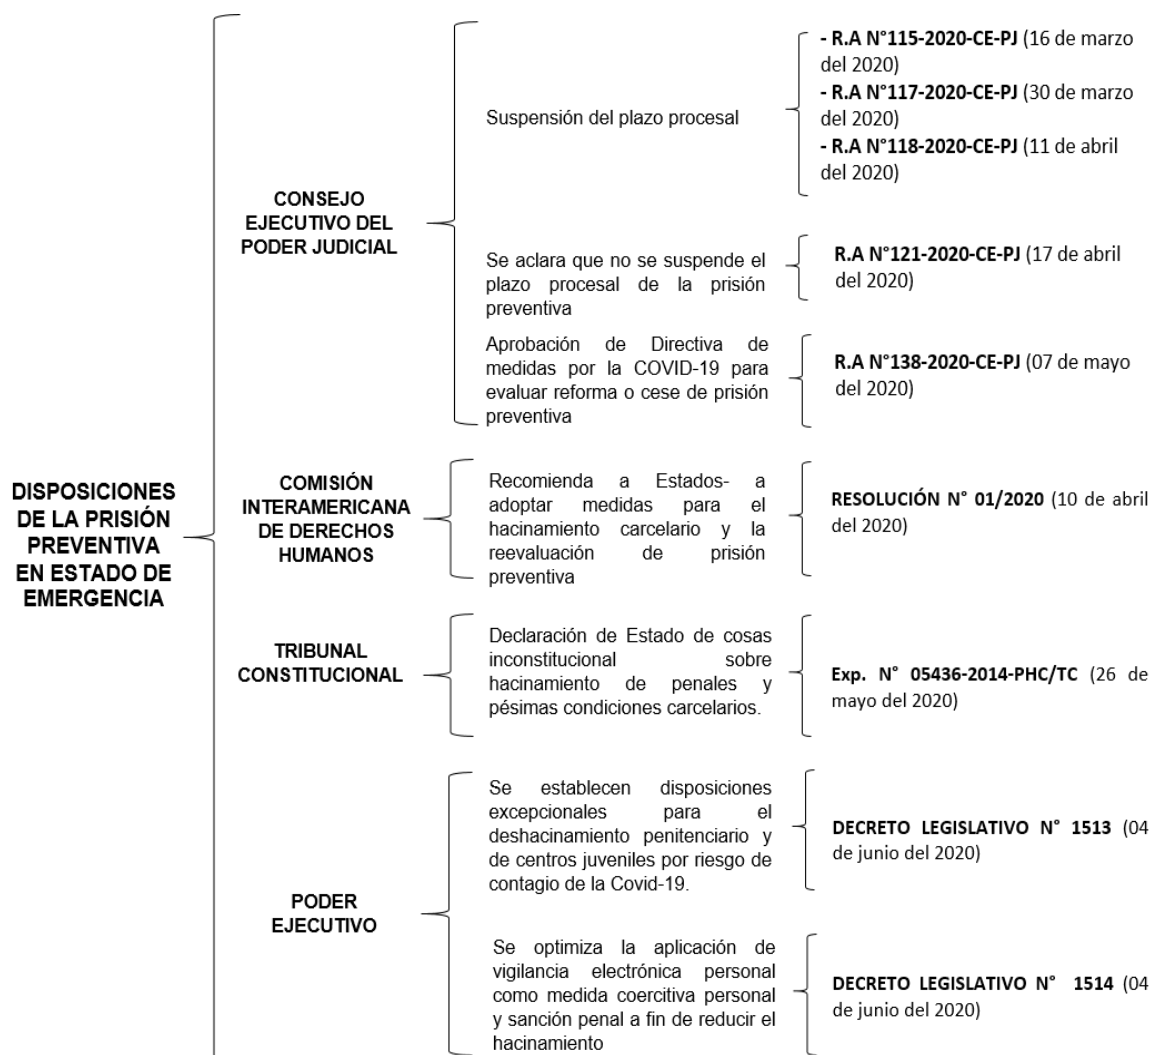 DISPOSICIONES
DE LA PRISIÓN
PREVENTIVA
EN ESTADO DE
EMERGENCIA
CONSEJO
EJECUTIVO DEL
PODER JUDICIAL
Suspensión del plazo procesal
- R.A N°115-2020-CE-PJ (16 de marzo
del 2020)
- R.A N°117-2020-CE-PJ (30 de marzo
del 2020)
- R.A N°118-2020-CE-PJ (11 de abril
del 2020)
Se aclara que no se suspende el
plazo procesal de la prisión
preventiva
R.A N°121-2020-CE-PJ (17 de abril
del 2020)
Aprobación de Directiva de
medidas por la COVID-19 para
evaluar reforma o cese de prisión
preventiva
R.A N°138-2020-CE-PJ (07 de mayo
del 2020)
COMISIÓN
INTERAMERICANA
DE DERECHOS
HUMANOS
Recomienda a Estados- a
adoptar medidas para el
hacinamiento carcelario y la
reevaluación de prisión
preventiva
RESOLUCIÓN N° 01/2020 (10 de abril
del 2020)
TRIBUNAL
CONSTITUCIONAL
Declaración de Estado de cosas
inconstitucional sobre
hacinamiento de penales y
pésimas condiciones carcelarios.
Exp. N° 05436-2014-PHC/TC (26 de
mayo del 2020)
PODER
EJECUTIVO
Se establecen disposiciones
excepcionales para el
deshacinamiento penitenciario y
de centros juveniles por riesgo de
contagio de la Covid-19.
DECRETO LEGISLATIVO N° 1513 (04
de junio del 2020)
Se optimiza la aplicación de
vigilancia electrónica personal
como medida coercitiva personal
y sanción penal a fin de reducir el
hacinamiento
DECRETO LEGISLATIVO N° 1514 (04
de junio del 2020)